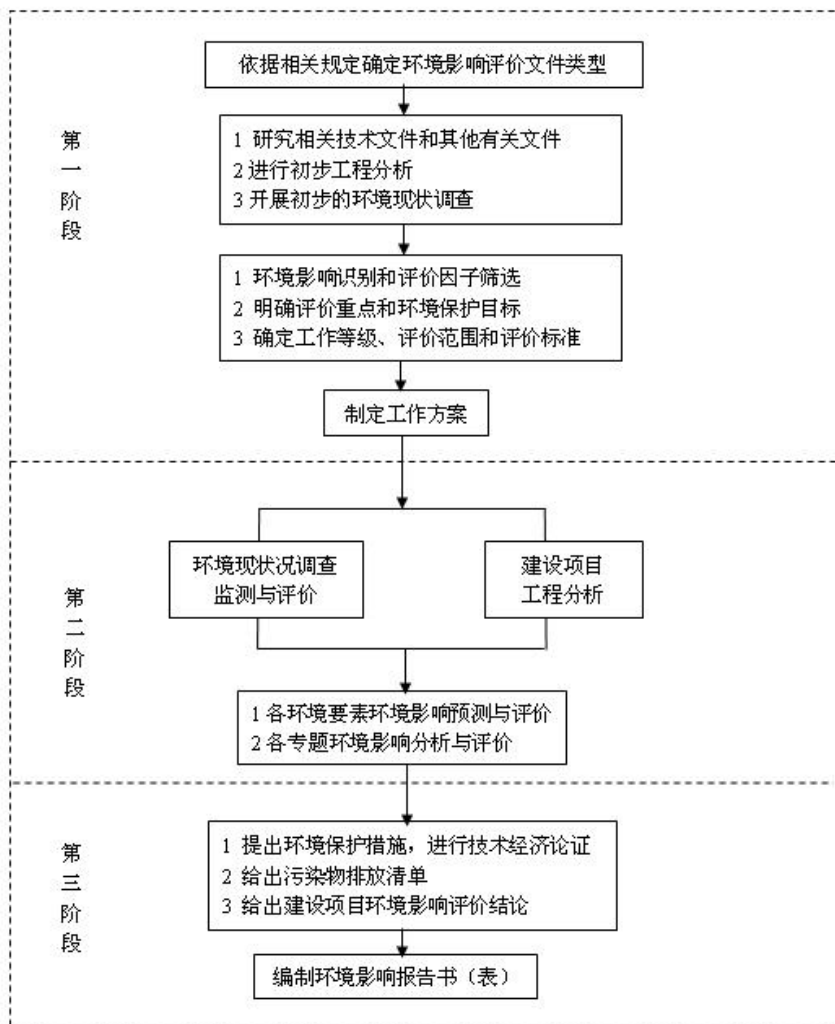 依据相关规定确定环境影响评价文件类型
第一阶段
1 研究相关技术文件和其他有关文件
2进行初步工程分析
3开展初步的环境现状调查
1 环境影响识别和评价因子筛选
2 明确评价重点和环境保护目标
3 确定工作等级、评价范围和评价标准
制定工作方案
第二阶段
环境现状况调查
监测与评价
建设项目
工程分析
1各环境要素环境影响预测与评价
2各专题环境影响分析与评价
第三阶段
1 提出环境保护措施，进行技术经济论证
2 给出污染物排放清单
3 给出建设项目环境影响评价结论
编制环境影响报告书（表）